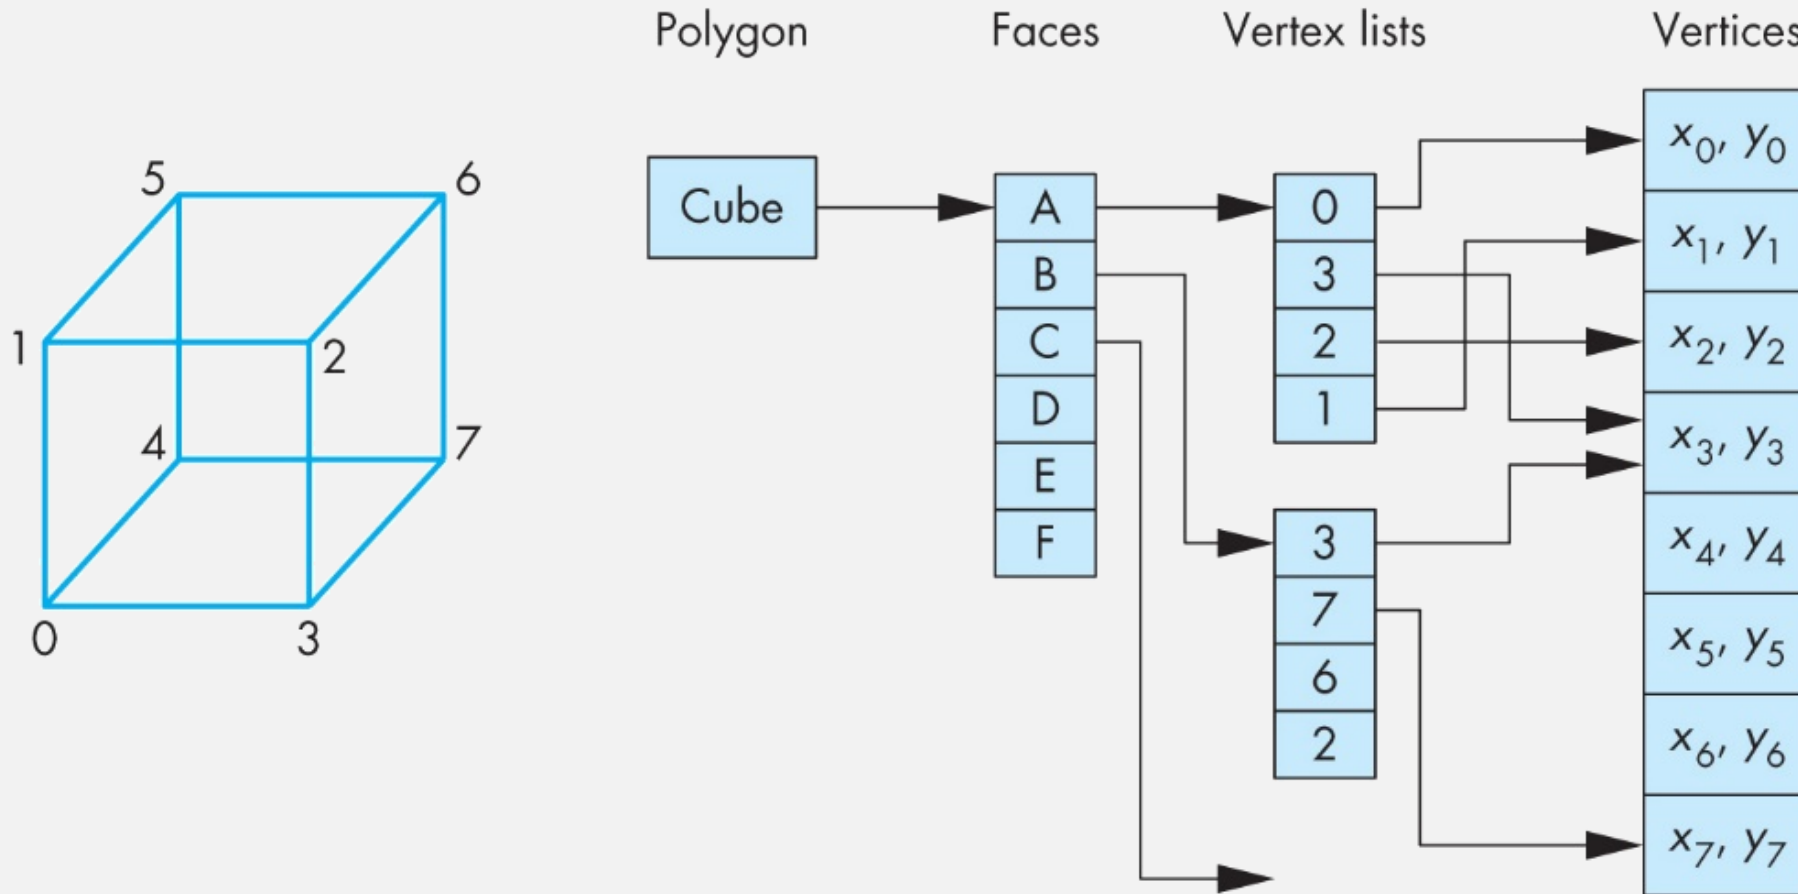 Polygon Faces Vertex lists Vertices
Cube
A
B
C
D
E
F
0
3
2
1
3
7
6
2
x0, y0
x1, y1
x2, y2
x3, y3
x4, y4
x5, y5
x6, y6
x7, y7
5 6
1 2
4 7
0 3